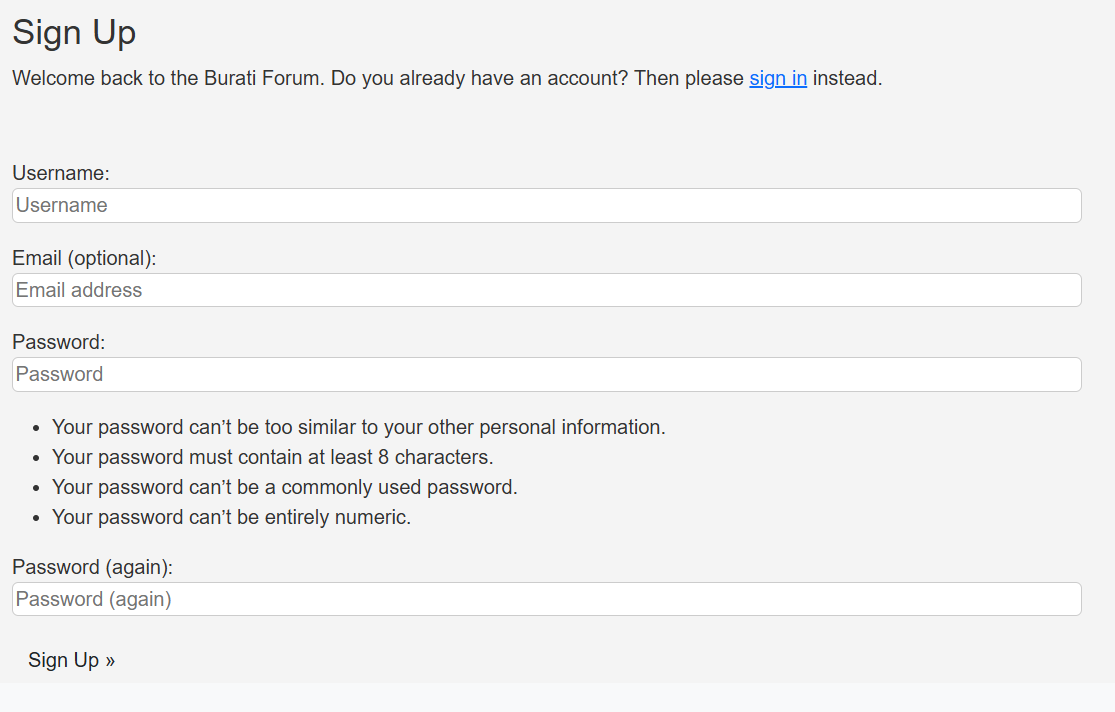 Sign Up
Welcome back to the Burati Forum. Do you already have an account? Then please sign in instead.
Username:
Username
Email (optional):
Email address
Password:
Password
• Your password can’t be too similar to your other personal information.
• Your password must contain at least 8 characters.
• Your password can’t be a commonly used password.
• Your password can’t be entirely numeric.
Password (again):
Password (again)
Sign Up »